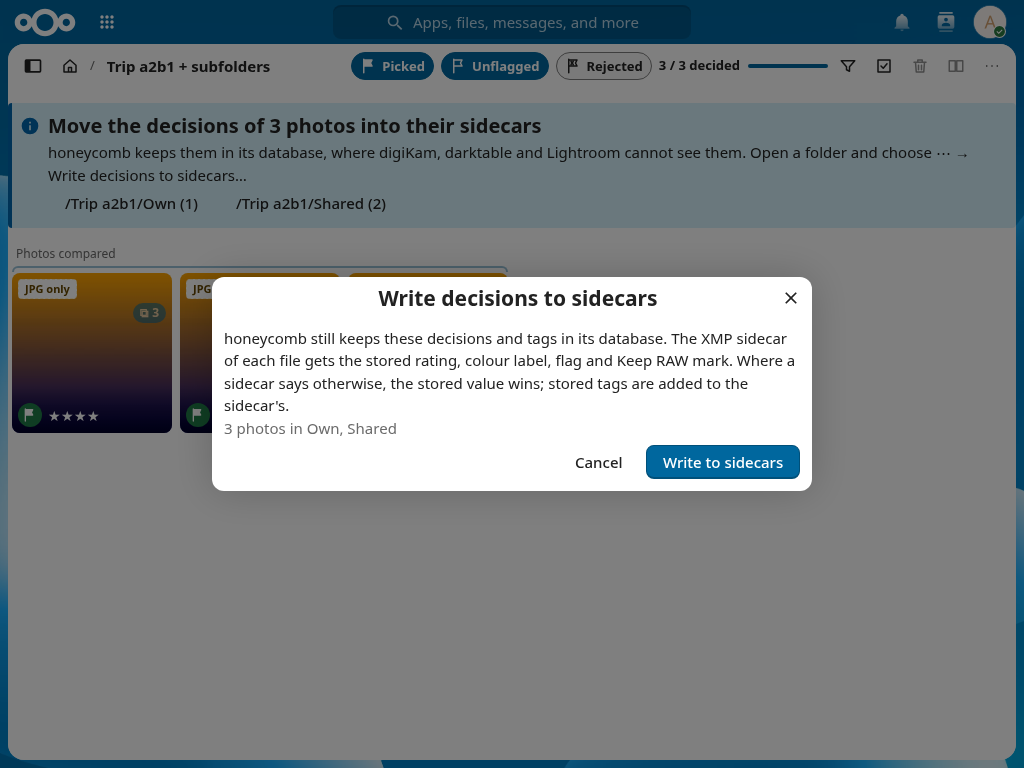 Apps, files, messages, and more
A
/ Trip a2b1 + subfolders
Picked
Unflagged
Rejected
3 / 3 decided
Move the decisions of 3 photos into their sidecars
honeycomb keeps them in its database, where digiKam, darktable and Lightroom cannot see them. Open a folder and choose ⋯ →
Write decisions to sidecars…
/Trip a2b1/Own (1)
/Trip a2b1/Shared (2)
Photos compared
JPG only
3
★★★★
JPG
Write decisions to sidecars
honeycomb still keeps these decisions and tags in its database. The XMP sidecar
of each file gets the stored rating, colour label, flag and Keep RAW mark. Where a
sidecar says otherwise, the stored value wins; stored tags are added to the
sidecar's.
3 photos in Own, Shared
Cancel
Write to sidecars